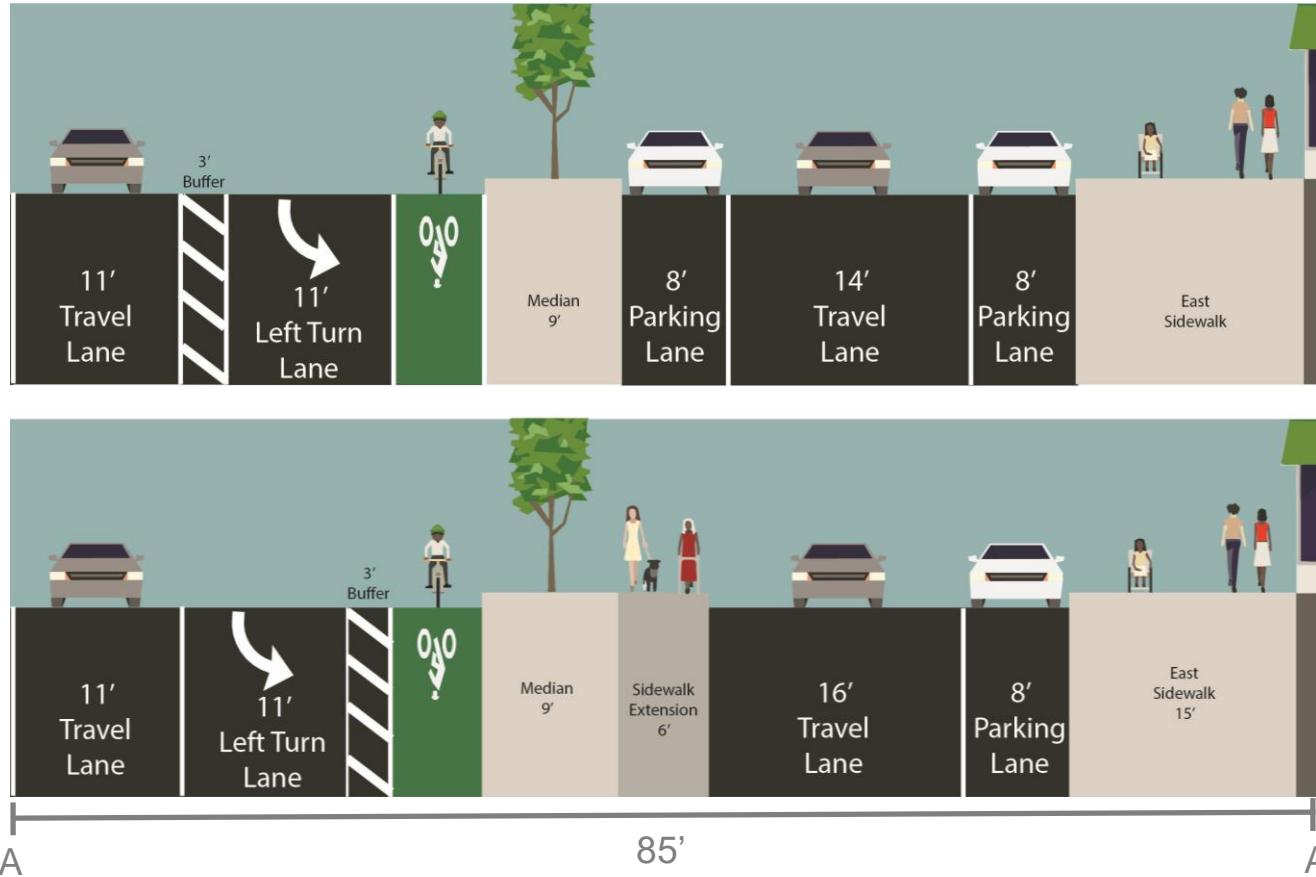 3'
Buffer
11'
Travel
Lane
11'
Left Turn
Lane
Median
9'
8'
Parking
Lane
14'
Travel
Lane
8'
Parking
Lane
East
Sidewalk
3'
Buffer
11'
Travel
Lane
11'
Left Turn
Lane
Median
9'
Sidewalk
Extension
6'
16'
Travel
Lane
8'
Parking
Lane
East
Sidewalk
15'
A
85'
A